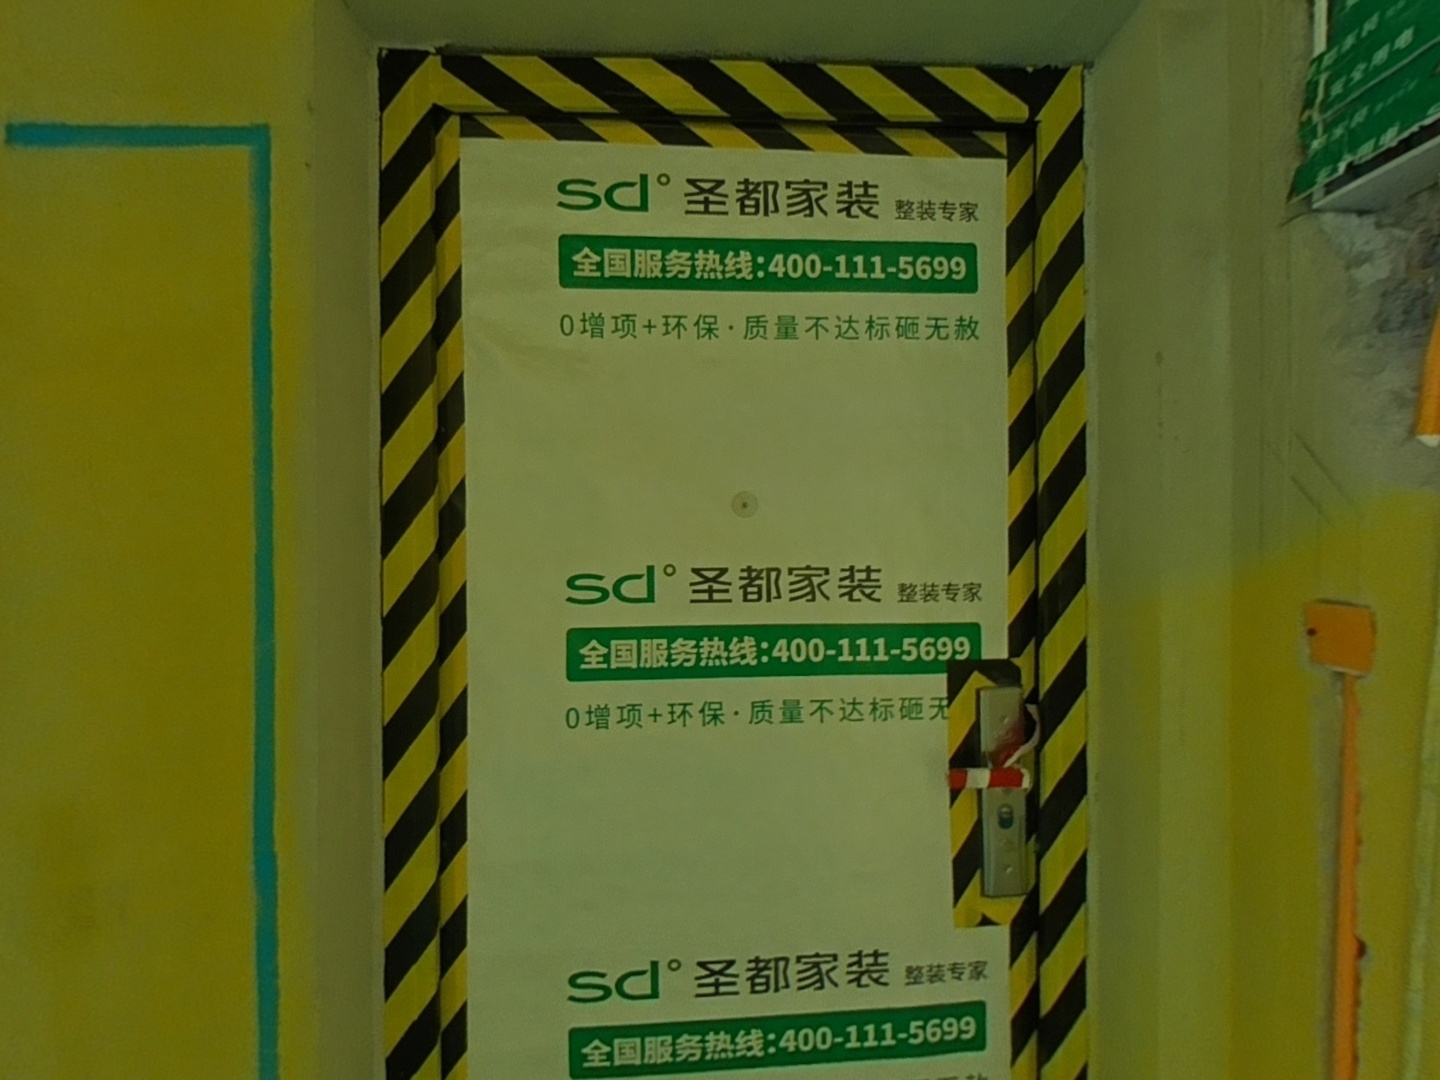 sd° 圣都家装 整装专家
全国服务热线:400-111-5699
0增项+环保·质量不达标砸无赦
安全用电
sd° 圣都家装 整装专家
全国服务热线:400-111-5699
0增项+环保·质量不达标砸无
sd° 圣都家装 整装专家
全国服务热线:400-111-5699